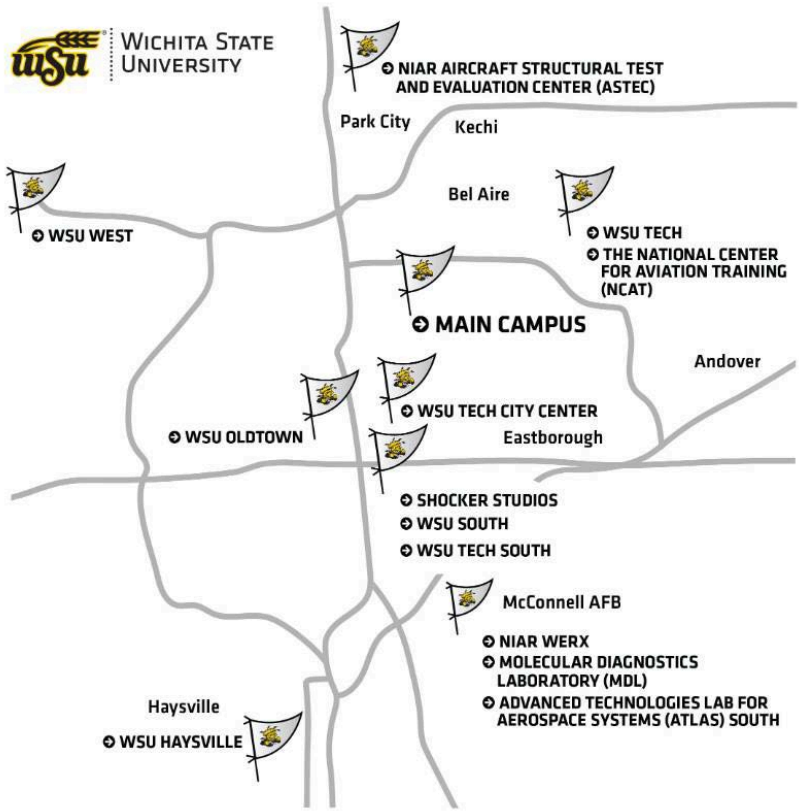 wsu
WICHITA STATE
UNIVERSITY
NIAR AIRCRAFT STRUCTURAL TEST
AND EVALUATION CENTER (ASTEC)
Park City
Kechi
Bel Aire
WSU WEST
WSU TECH
THE NATIONAL CENTER
FOR AVIATION TRAINING
(NCAT)
MAIN CAMPUS
Andover
WSU TECH CITY CENTER
WSU OLDTOWN
Eastborough
SHOCKER STUDIOS
WSU SOUTH
WSU TECH SOUTH
McConnell AFB
NIAR WERX
MOLECULAR DIAGNOSTICS
LABORATORY (MDL)
ADVANCED TECHNOLOGIES LAB FOR
AEROSPACE SYSTEMS (ATLAS) SOUTH
Haysville
WSU HAYSVILLE